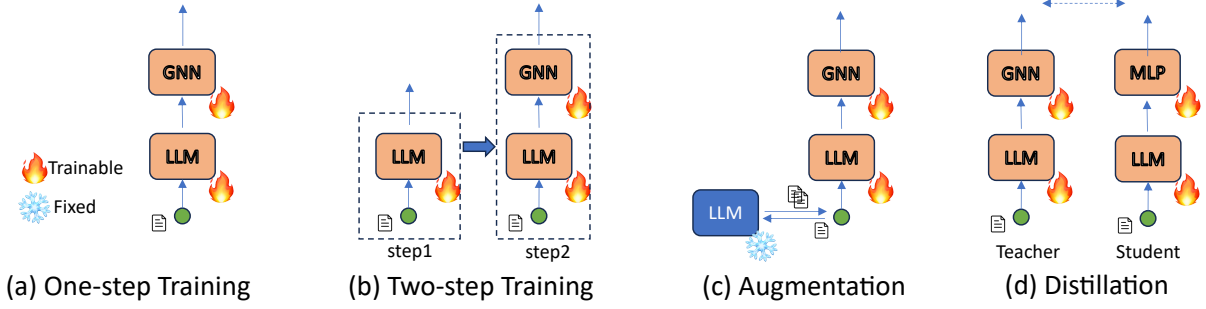 GNN
LLM
Trainable
Fixed
(a) One-step Training
GNN
LLM
LLM
step1
step2
(b) Two-step Training
GNN
LLM
LLM
(c) Augmentation
GNN
MLP
LLM
LLM
Teacher
Student
(d) Distillation